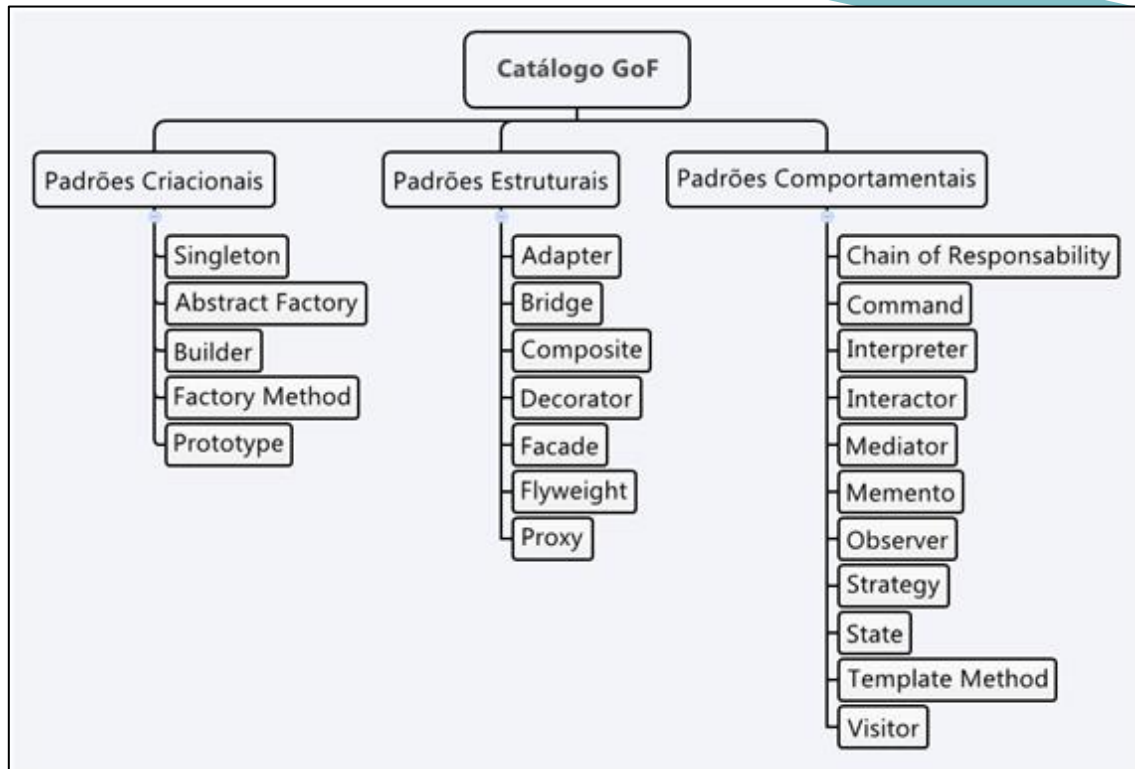 Catálogo GoF
Padrões Criacionais
Singleton
Abstract Factory
Builder
Factory Method
Prototype
Padrões Estruturais
Adapter
Bridge
Composite
Decorator
Facade
Flyweight
Proxy
Padrões Comportamentais
Chain of Responsability
Command
Interpreter
Interactor
Mediator
Memento
Observer
Strategy
State
Template Method
Visitor